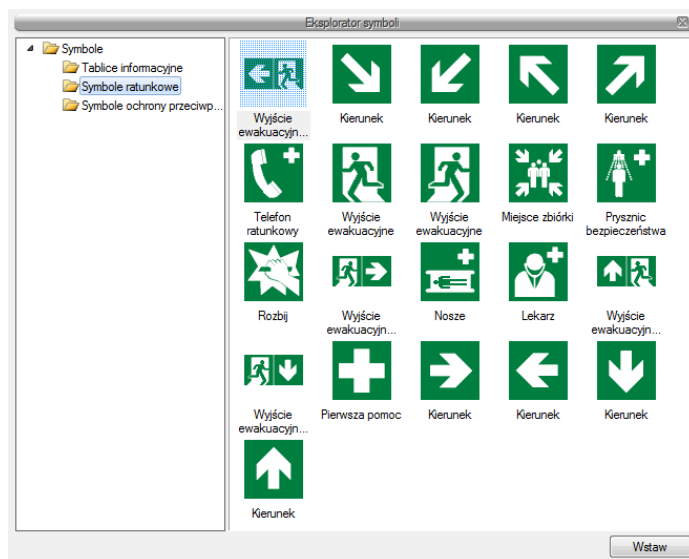 Eksplorator symboli
Symbole
Tablice informacyjne
Symbole ratunkowe
Symbole ochrony przeciwp...
Wyjście
ewakuacyjn...
Kierunek
Kierunek
Kierunek
Kierunek
Telefon
ratunkowy
Wyjście
ewakuacyjne
Wyjście
ewakuacyjne
Miejsce zbiórki
Prysznic
bezpieczeństwa
Rozbij
Wyjście
ewakuacyjn...
Nosze
Lekarz
Wyjście
ewakuacyjn...
Wyjście
ewakuacyjn...
Pierwsza pomoc
Kierunek
Kierunek
Kierunek
Kierunek
Wstaw